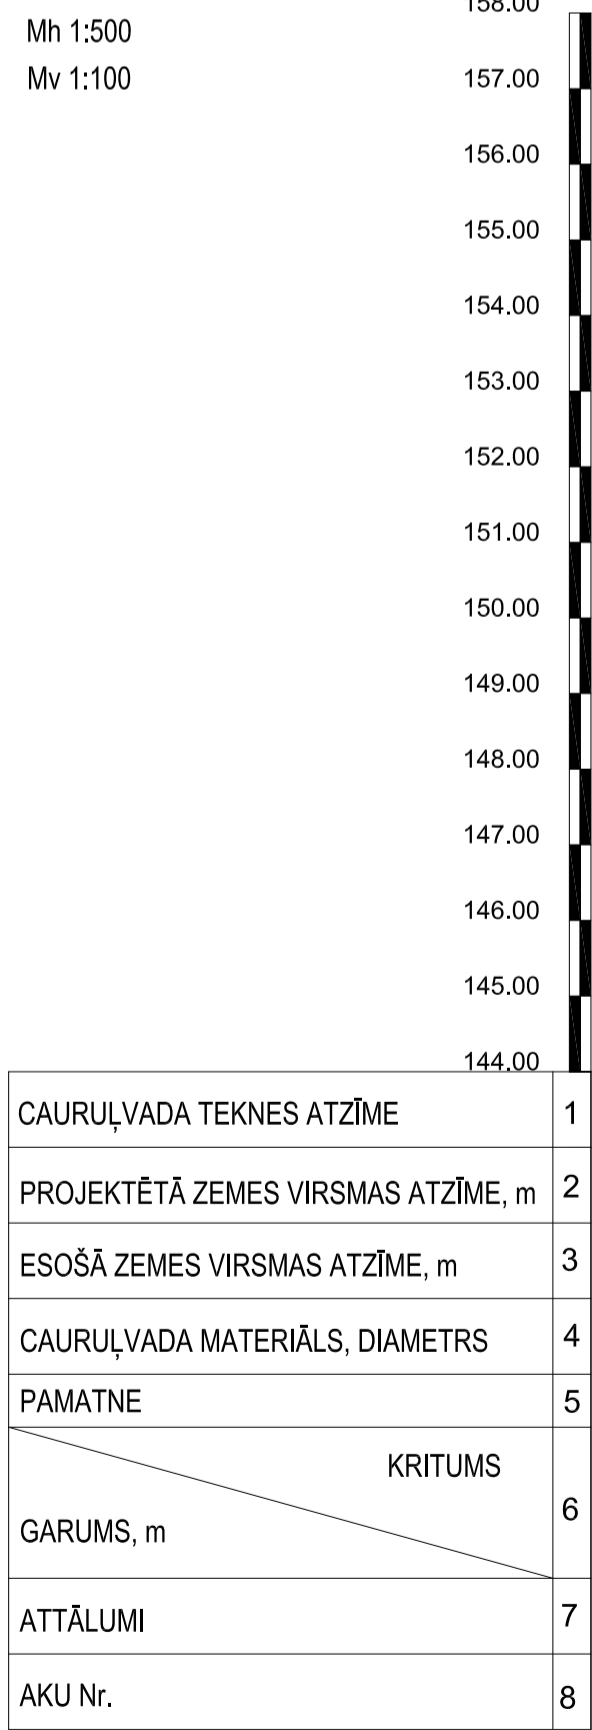 158.00
Mh 1:500
Mv 1:100
157.00
156.00
155.00
154.00
153.00
152.00
151.00
150.00
149.00
148.00
147.00
146.00
145.00
144.00
CAURUĻVADA TEKNES ATZĪME 1
PROJEKTĒTĀ ZEMES VIRSMAS ATZĪME, m 2
ESOŠĀ ZEMES VIRSMAS ATZĪME, m 3
CAURUĻVADA MATERIĀLS, DIAMETRS 4
PAMATNE 5
KRITUMS
GARUMS, m 6
ATTĀLUMI 7
AKU Nr. 8